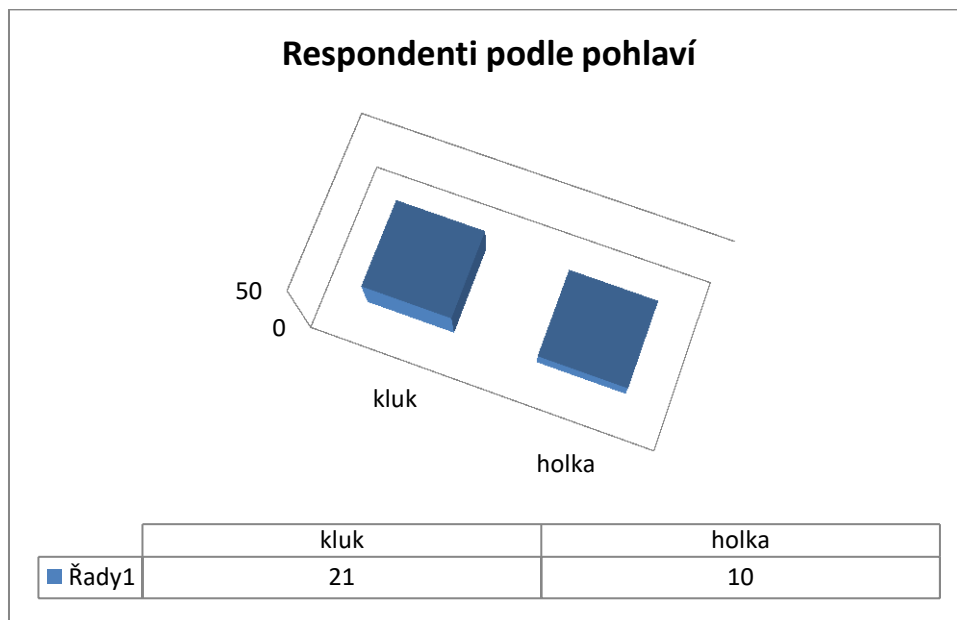 Respondenti podle pohlaví
50
0
kluk
holka
kluk holka
Řady1 21 10